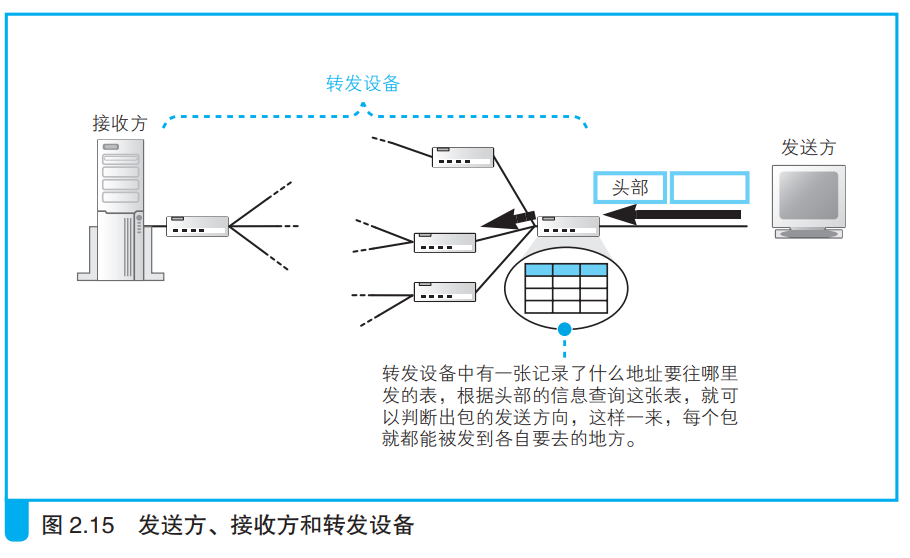 转发设备
接收方
发送方
头部
转发设备中有一张记录了什么地址要往哪里
发的表，根据头部的信息查询这张表，就可
以判断出包的发送方向，这样一来，每个包
就都能被发到各自要去的地方。
图 2.15　发送方、接收方和转发设备